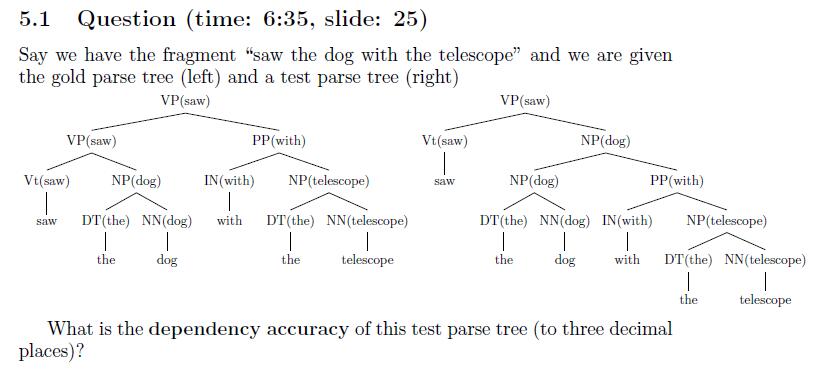 5.1 Question (time: 6:35, slide: 25)
Say we have the fragment “saw the dog with the telescope” and we are given
the gold parse tree (left) and a test parse tree (right)
VP(saw) VP(saw)
VP(saw) PP(with) Vt(saw) NP(dog)
Vt(saw) NP(dog) IN(with) NP(telescope) saw NP(dog) PP(with)
saw DT(the) NN(dog) with DT(the) NN(telescope) DT(the) NN(dog) IN(with) NP(telescope)
the dog the telescope the dog with DT(the) NN(telescope)
the telescope
What is the dependency accuracy of this test parse tree (to three decimal
places)?